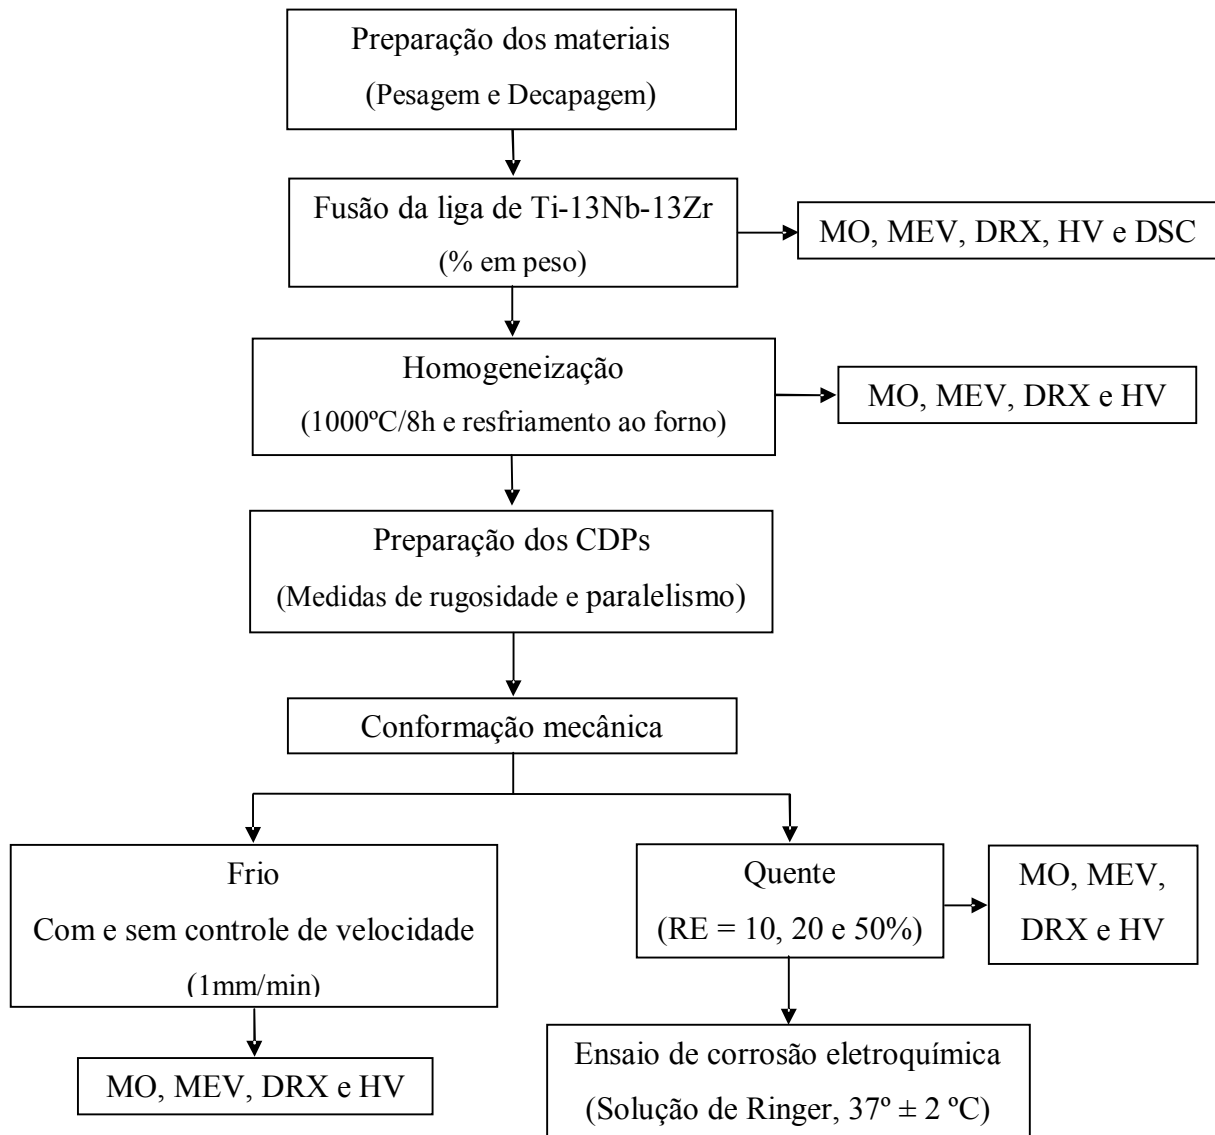 Preparação dos materiais
(Pesagem e Decapagem)
Fusão da liga de Ti-13Nb-13Zr
(% em peso)
MO, MEV, DRX, HV e DSC
Homogeneização
(1000ºC/8h e resfriamento ao forno)
MO, MEV, DRX e HV
Preparação dos CDPs
(Medidas de rugosidade e paralelismo)
Conformação mecânica
Frio
Com e sem controle de velocidade
(1mm/min)
MO, MEV, DRX e HV
Quente
(RE = 10, 20 e 50%)
MO, MEV,
DRX e HV
Ensaio de corrosão eletroquímica
(Solução de Ringer, 37º ± 2 ºC)